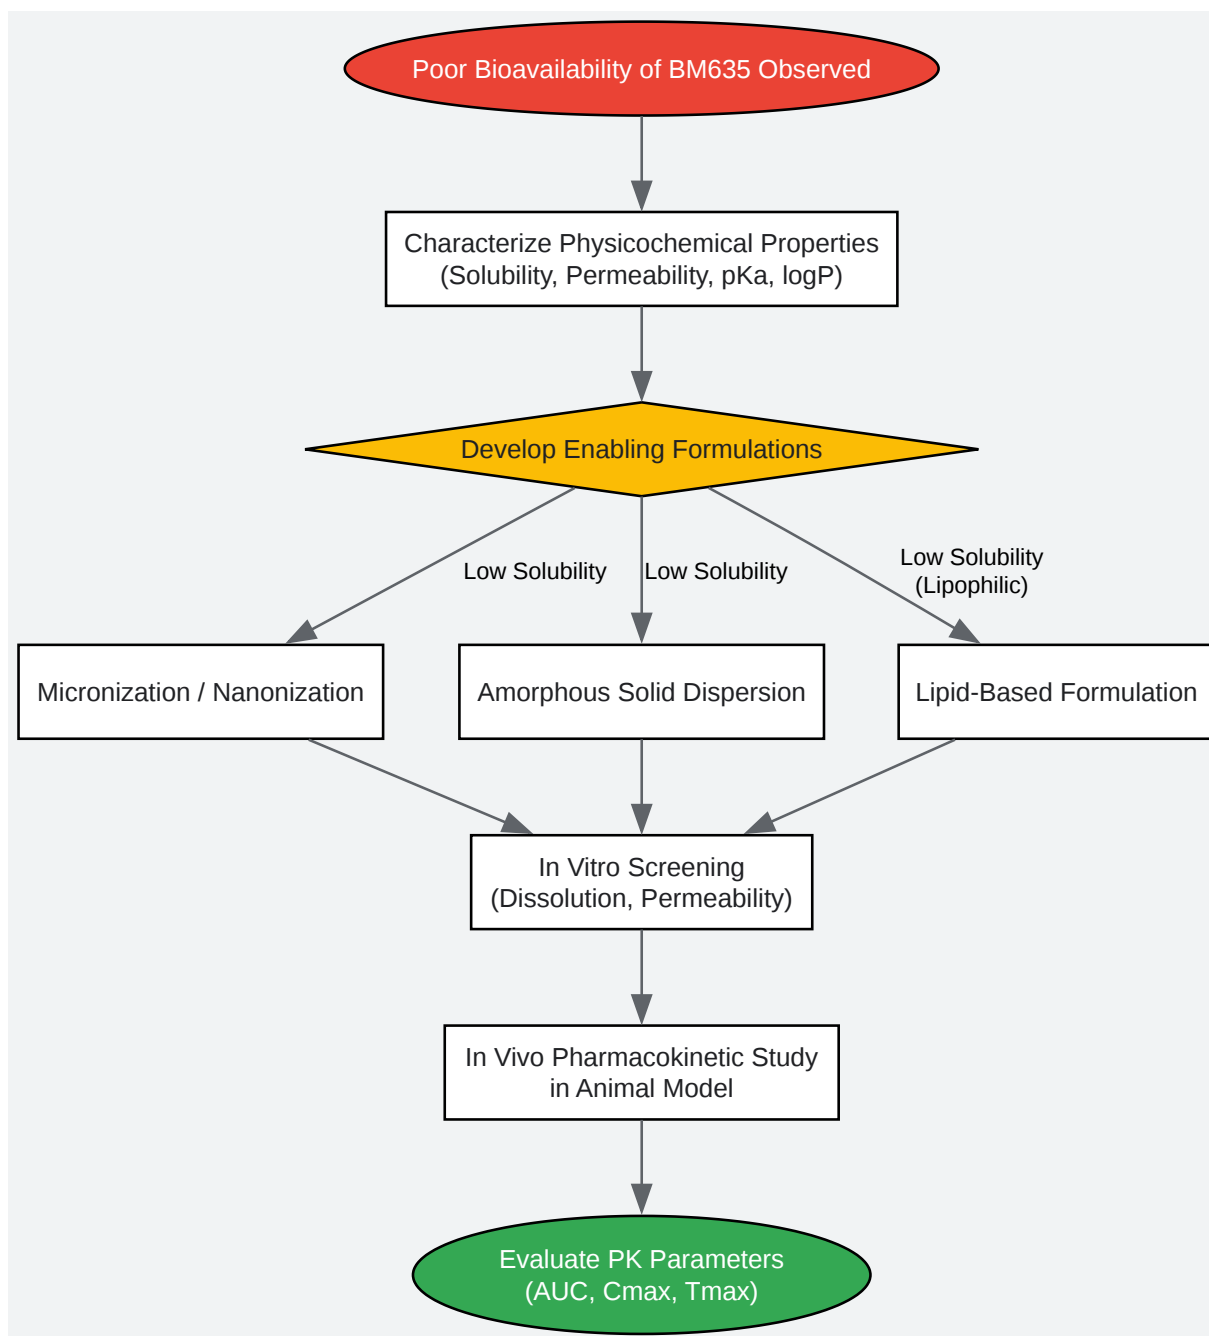 Poor Bioavailability of BM635 Observed
Characterize Physicochemical Properties
(Solubility, Permeability, pKa, logP)
Develop Enabling Formulations
Low Solubility
Low Solubility
Low Solubility
(Lipophilic)
Micronization / Nanonization
Amorphous Solid Dispersion
Lipid-Based Formulation
In Vitro Screening
(Dissolution, Permeability)
In Vivo Pharmacokinetic Study
in Animal Model
Evaluate PK Parameters
(AUC, Cmax, Tmax)